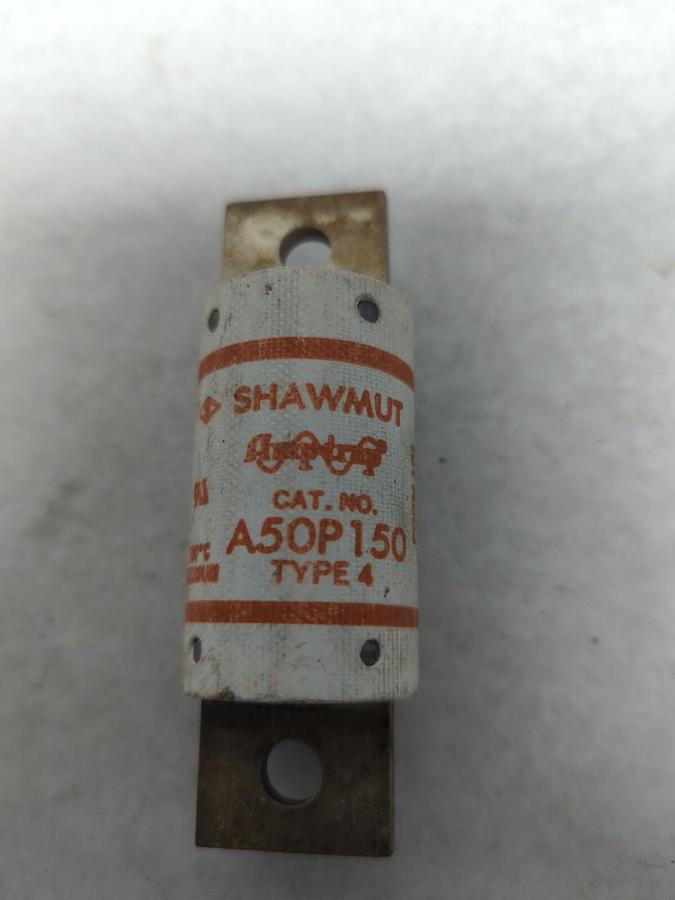 SHAWMUT
Amp-trap®
CAT. NO.
A50P150
TYPE 4